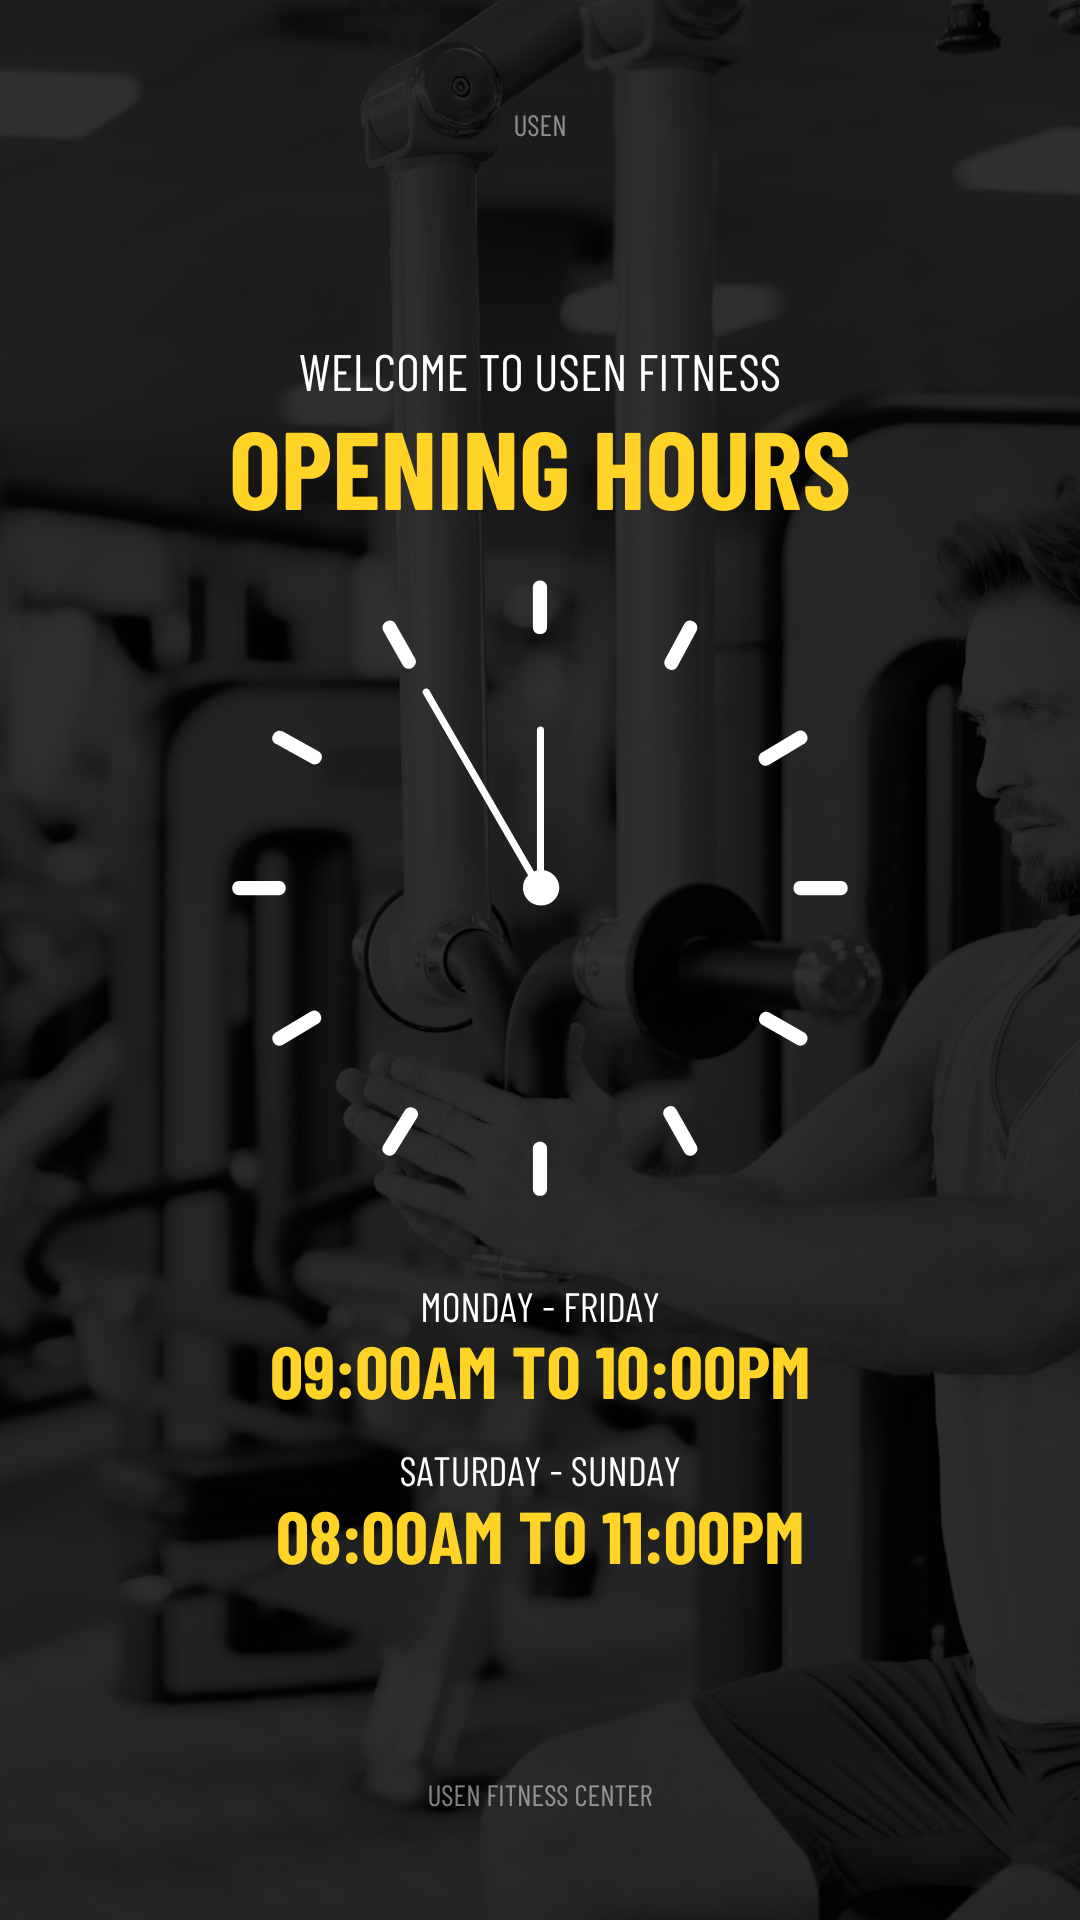 USEN
WELCOME TO USEN FITNESS
OPENING HOURS
MONDAY - FRIDAY
09:00AM TO 10:00PM
SATURDAY - SUNDAY
08:00AM TO 11:00PM
USEN FITNESS CENTER